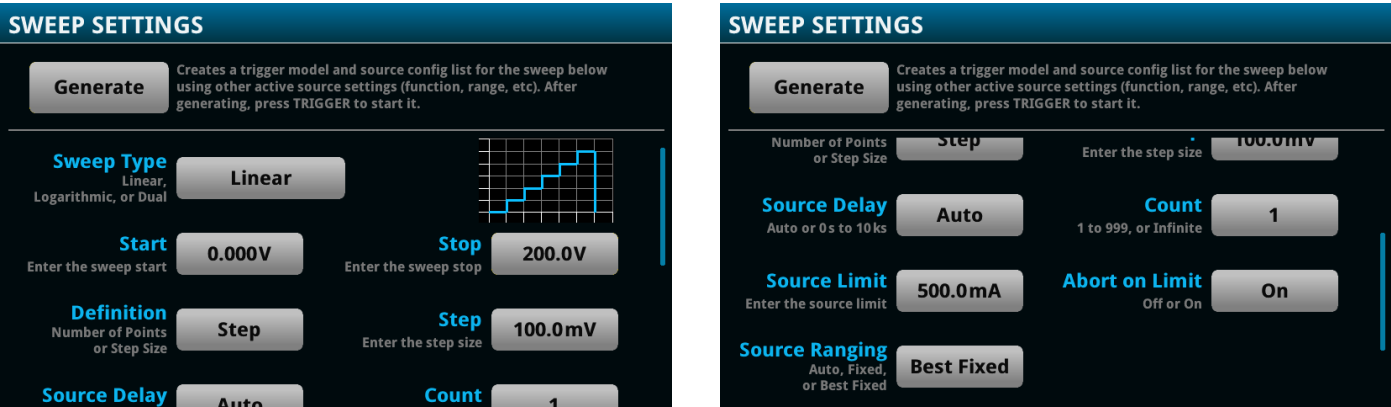 SWEEP SETTINGS
Generate
Creates a trigger model and source config list for the sweep below
using other active source settings (function, range, etc). After
generating, press TRIGGER to start it.
Sweep Type
Linear,
Logarithmic, or Dual
Linear
Start
Enter the sweep start
0.000V
Stop
Enter the sweep stop
200.0V
Definition
Number of Points
or Step Size
Step
Step
Enter the step size
100.0mV
Source Delay
Auto
Count
1
SWEEP SETTINGS
Generate
Creates a trigger model and source config list for the sweep below
using other active source settings (function, range, etc). After
generating, press TRIGGER to start it.
Number of Points
or Step Size
Step
Enter the step size
100.0mV
Source Delay
Auto or 0s to 10ks
Auto
Count
1 to 999, or Infinite
1
Source Limit
Enter the source limit
500.0mA
Abort on Limit
Off or On
On
Source Ranging
Auto, Fixed,
or Best Fixed
Best Fixed